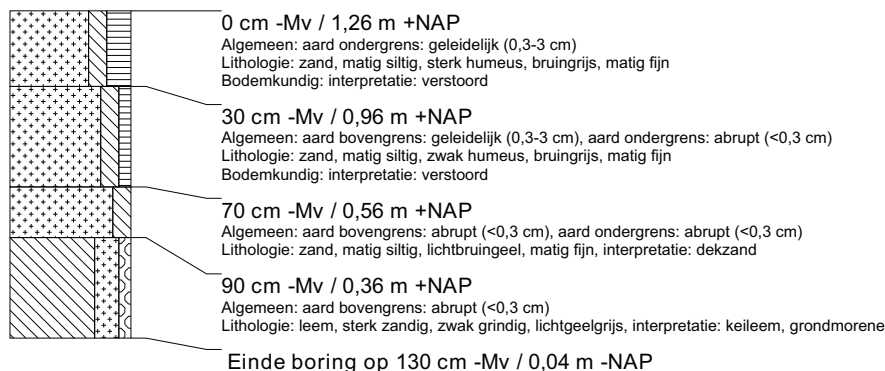 0 cm -Mv / 1,26 m +NAP
Algemeen: aard ondergrens: geleidelijk (0,3-3 cm)
Lithologie: zand, matig siltig, sterk humeus, bruingrijs, matig fijn
Bodemkundig: interpretatie: verstoord
30 cm -Mv / 0,96 m +NAP
Algemeen: aard bovengrens: geleidelijk (0,3-3 cm), aard ondergrens: abrupt (<0,3 cm)
Lithologie: zand, matig siltig, zwak humeus, bruingrijs, matig fijn
Bodemkundig: interpretatie: verstoord
70 cm -Mv / 0,56 m +NAP
Algemeen: aard bovengrens: abrupt (<0,3 cm), aard ondergrens: abrupt (<0,3 cm)
Lithologie: zand, matig siltig, lichtbruingeel, matig fijn, interpretatie: dekzand
90 cm -Mv / 0,36 m +NAP
Algemeen: aard bovengrens: abrupt (<0,3 cm)
Lithologie: leem, sterk zandig, zwak grindig, lichtgeelgrijs, interpretatie: keileem, grondmorene
Einde boring op 130 cm -Mv / 0,04 m -NAP